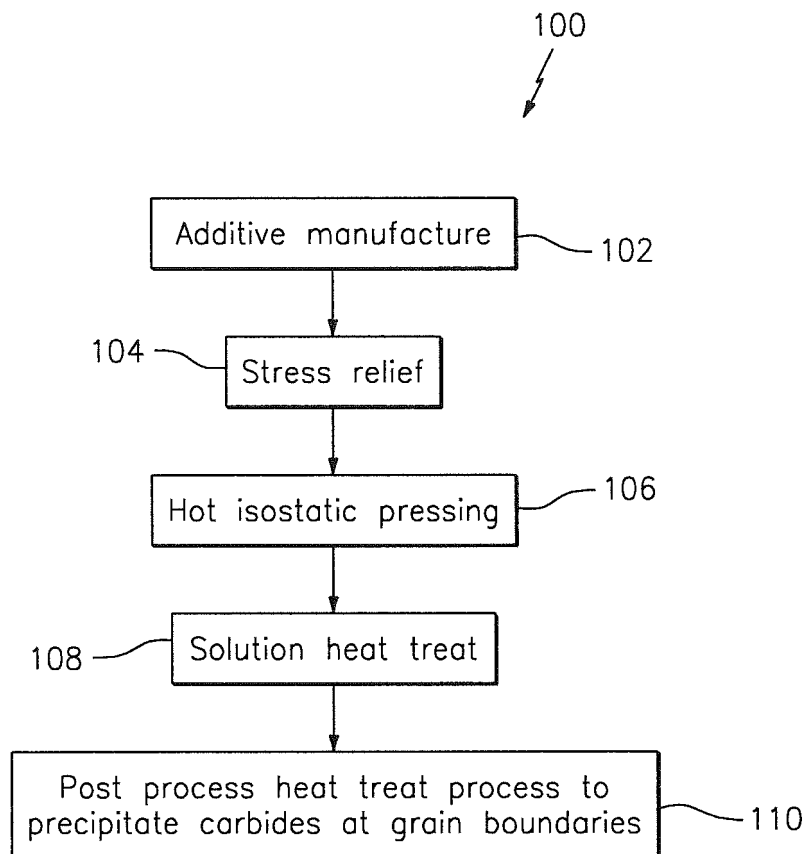 100
Additive manufacture
102
104
Stress relief
Hot isostatic pressing
106
108
Solution heat treat
Post process heat treat process to
precipitate carbides at grain boundaries
110